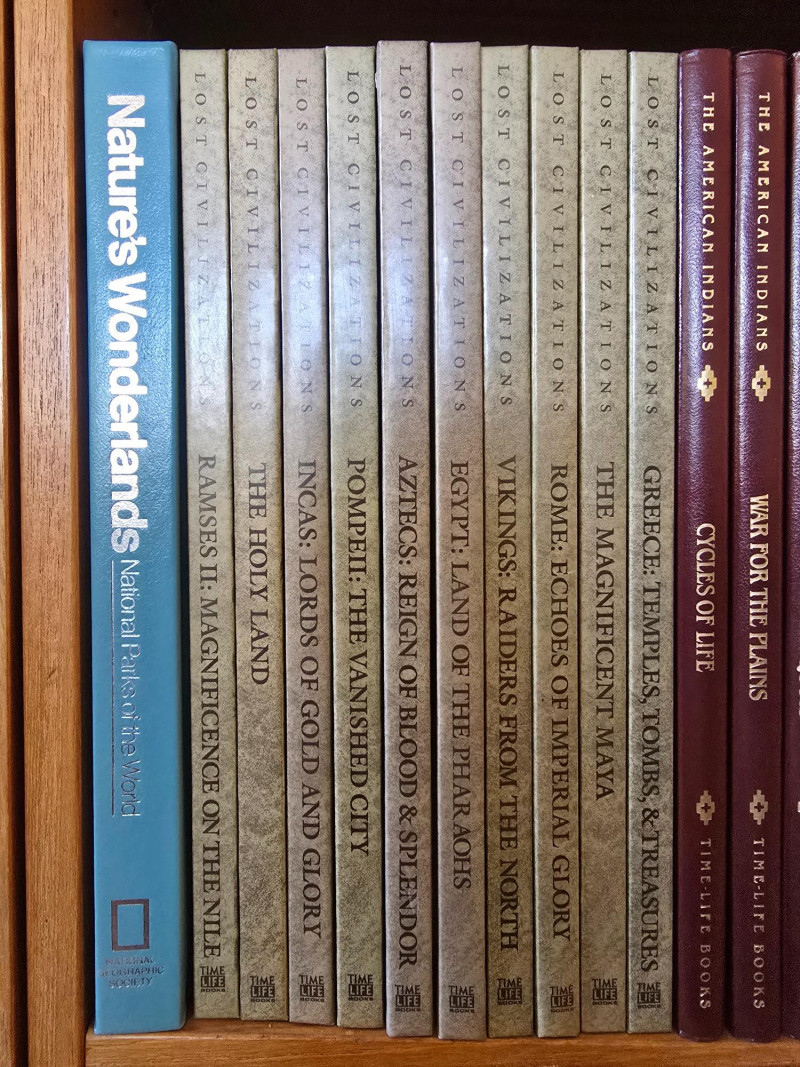 Nature's Wonderlands National Parks of the World
NATIONAL
GEOGRAPHIC
SOCIETY
LOST CIVILIZATIONS RAMSES II: MAGNIFICENCE ON THE NILE
TIME
LIFE
BOOKS
LOST CIVILIZATIONS THE HOLY LAND
TIME
LIFE
BOOKS
LOST CIVILIZATIONS INCAS: LORDS OF GOLD AND GLORY
TIME
LIFE
BOOKS
LOST CIVILIZATIONS POMPEII: THE VANISHED CITY
TIME
LIFE
BOOKS
LOST CIVILIZATIONS AZTECS: REIGN OF BLOOD & SPLENDOR
TIME
LIFE
BOOKS
LOST CIVILIZATIONS EGYPT: LAND OF THE PHARAOHS
TIME
LIFE
BOOKS
LOST CIVILIZATIONS VIKINGS: RAIDERS FROM THE NORTH
TIME
LIFE
BOOKS
LOST CIVILIZATIONS ROME: ECHOES OF IMPERIAL GLORY
TIME
LIFE
BOOKS
LOST CIVILIZATIONS THE MAGNIFICENT MAYA
TIME
LIFE
BOOKS
LOST CIVILIZATIONS GREECE: TEMPLES, TOMBS, & TREASURES
TIME
LIFE
BOOKS
THE AMERICAN INDIANS CYCLES OF LIFE TIME-LIFE BOOKS
THE AMERICAN INDIANS WAR FOR THE PLAINS TIME-LIFE BOOKS